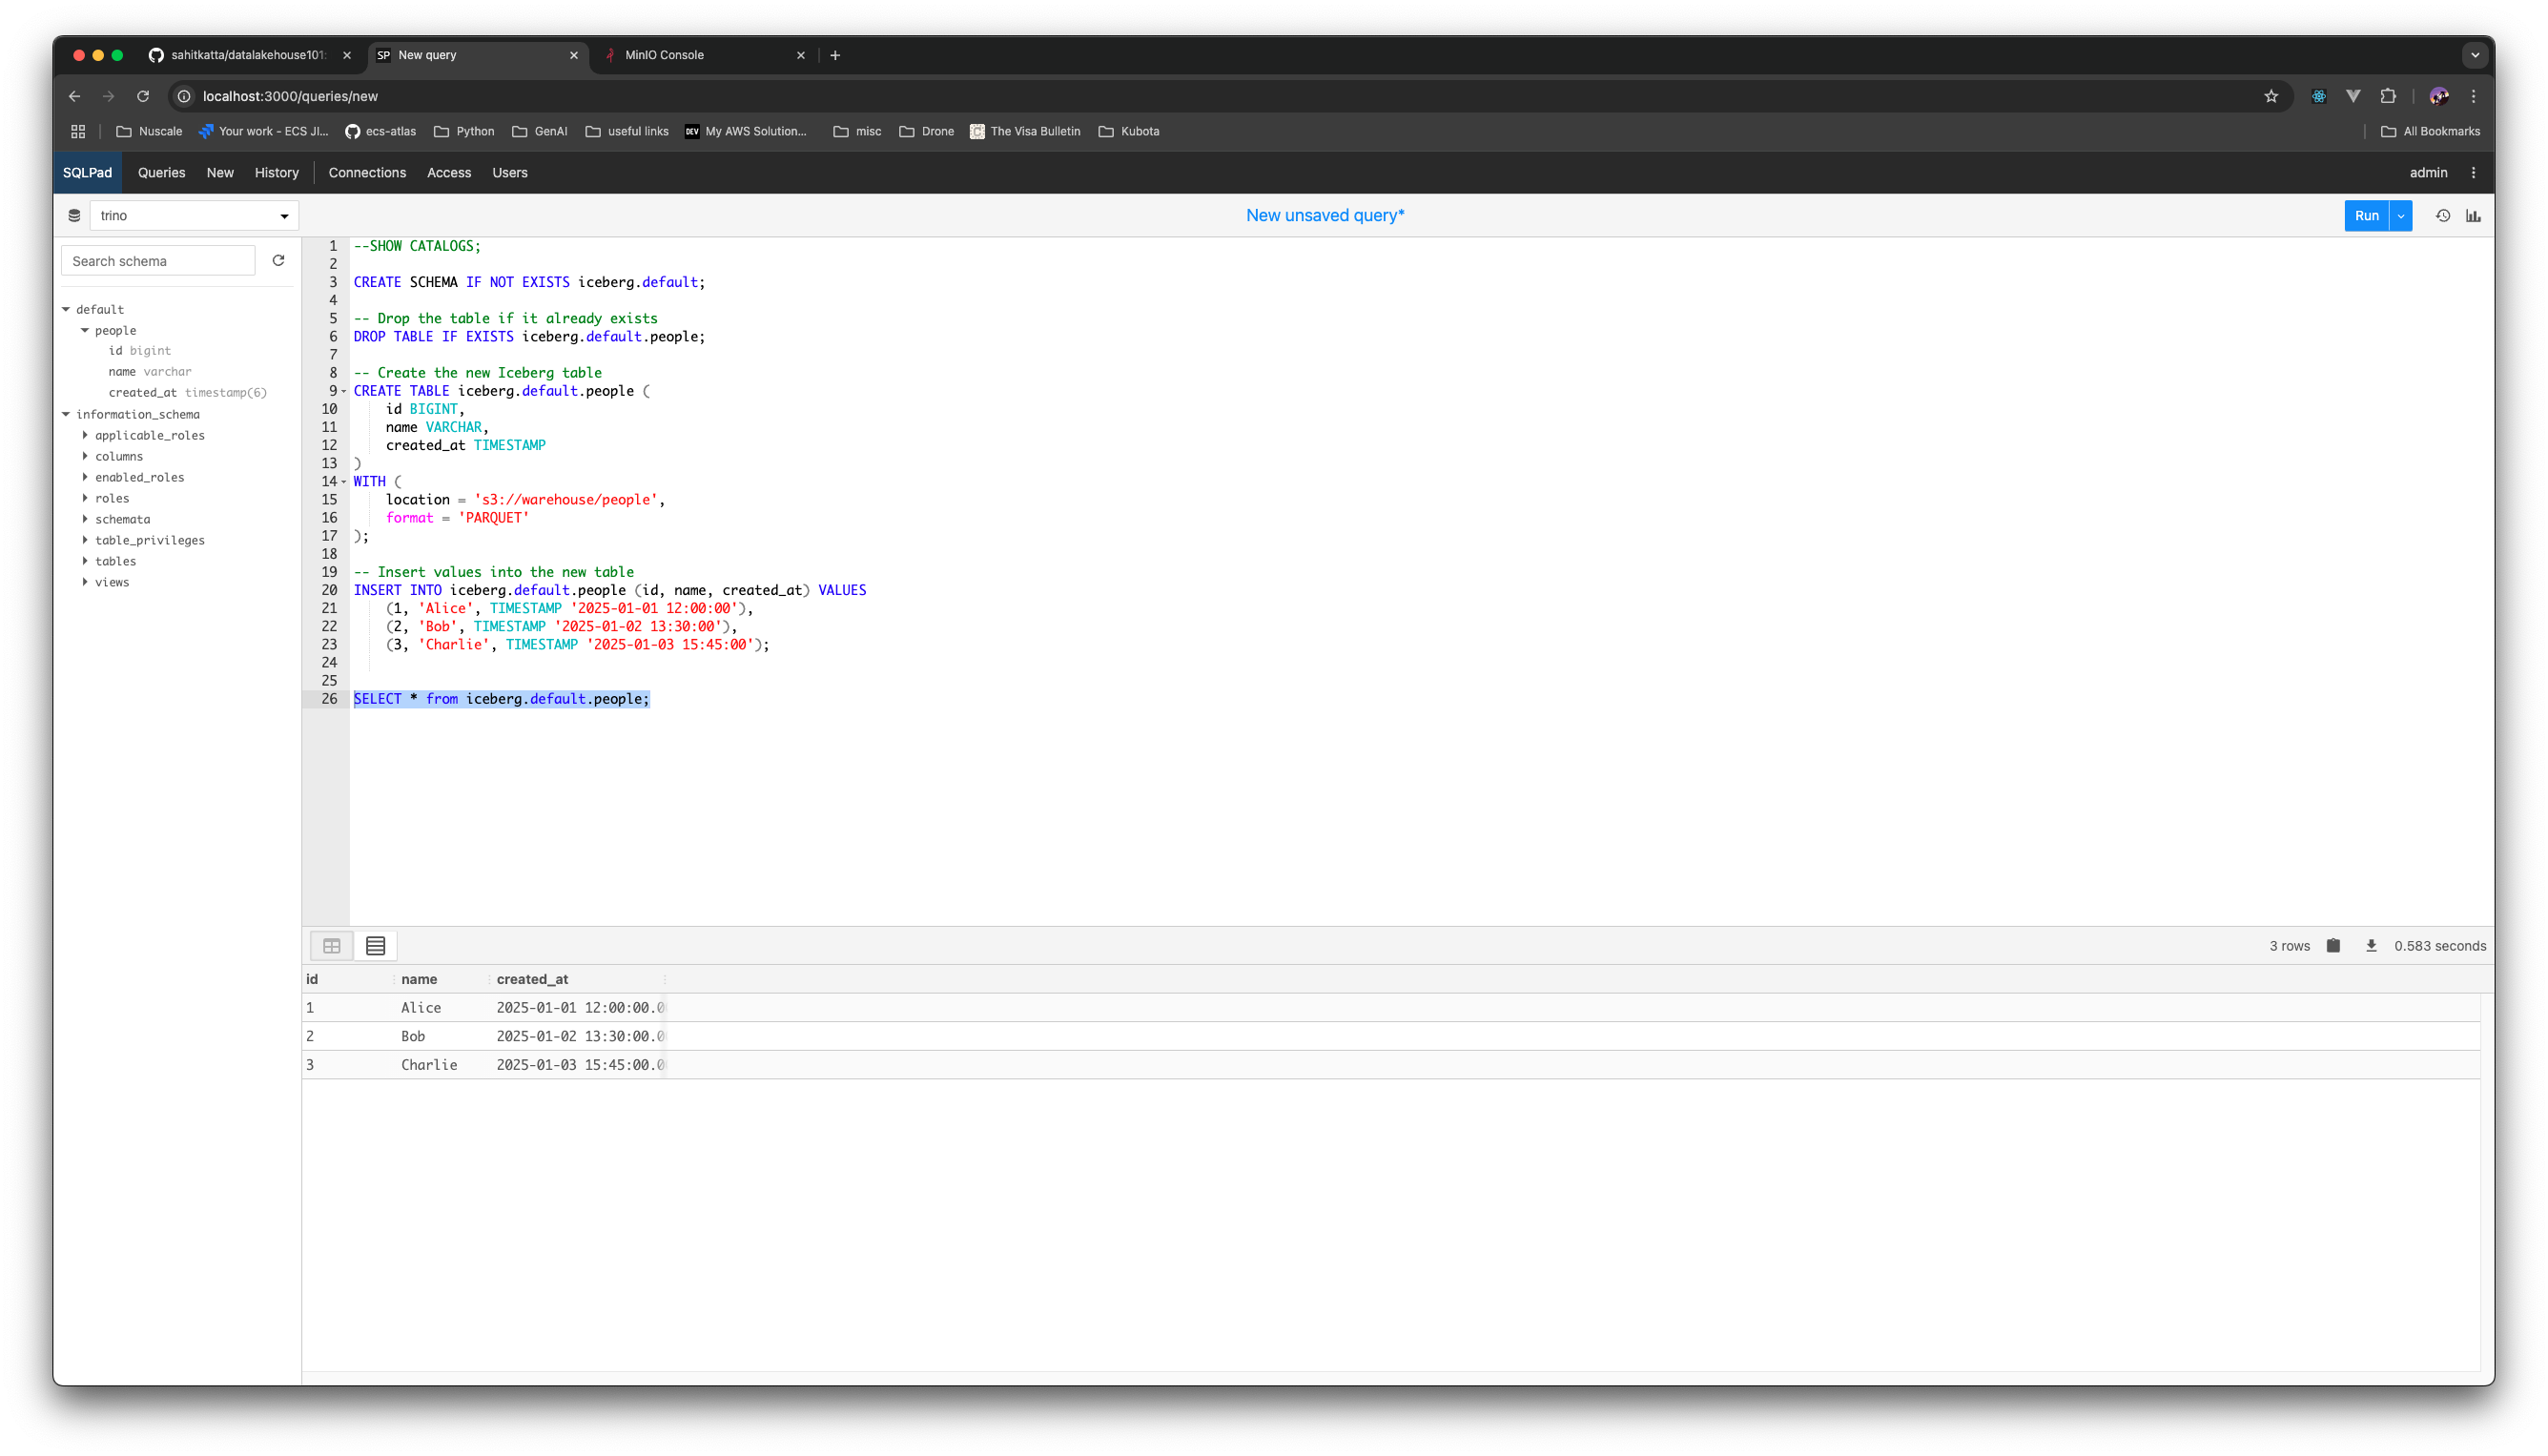 sahitkatta/datalakehouse101:
SP New query
MinIO Console
localhost:3000/queries/new
Nuscale
Your work - ECS JI...
ecs-atlas
Python
GenAI
useful links
DEV My AWS Solution...
misc
Drone
The Visa Bulletin
Kubota
All Bookmarks
SQLPad
Queries
New
History
Connections
Access
Users
admin
trino
New unsaved query*
Run
Search schema
default
people
id bigint
name varchar
created_at timestamp(6)
information_schema
applicable_roles
columns
enabled_roles
roles
schemata
table_privileges
tables
views
1 --SHOW CATALOGS;
2
3 CREATE SCHEMA IF NOT EXISTS iceberg.default;
4
5 -- Drop the table if it already exists
6 DROP TABLE IF EXISTS iceberg.default.people;
7
8 -- Create the new Iceberg table
9 CREATE TABLE iceberg.default.people (
10 id BIGINT,
11 name VARCHAR,
12 created_at TIMESTAMP
13 )
14 WITH (
15 location = 's3://warehouse/people',
16 format = 'PARQUET'
17 );
18
19 -- Insert values into the new table
20 INSERT INTO iceberg.default.people (id, name, created_at) VALUES
21 (1, 'Alice', TIMESTAMP '2025-01-01 12:00:00'),
22 (2, 'Bob', TIMESTAMP '2025-01-02 13:30:00'),
23 (3, 'Charlie', TIMESTAMP '2025-01-03 15:45:00');
24
25
26 SELECT * from iceberg.default.people;
3 rows
0.583 seconds
id name created_at
1 Alice 2025-01-01 12:00:00.0
2 Bob 2025-01-02 13:30:00.0
3 Charlie 2025-01-03 15:45:00.0